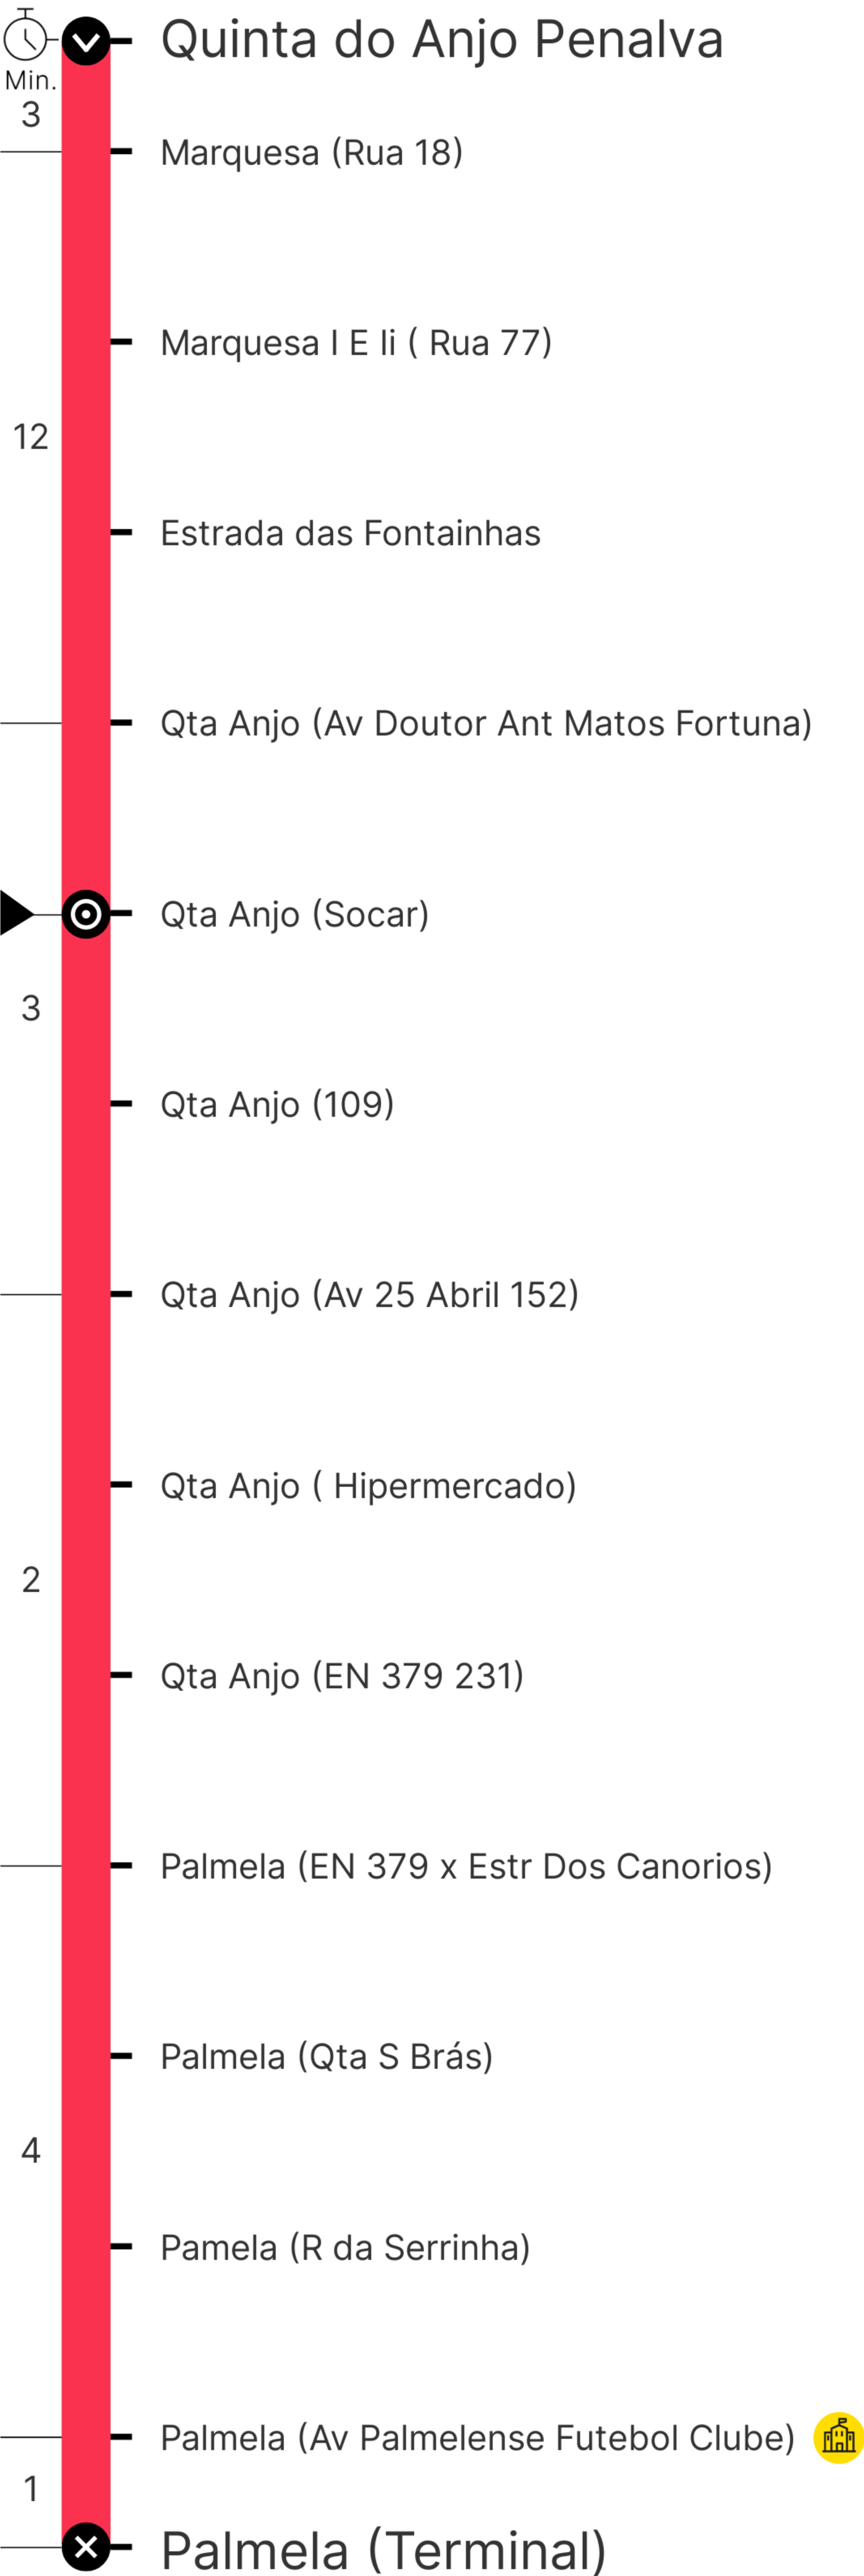 Quinta do Anjo Penalva
Min.
3
Marquesa (Rua 18)
Marquesa I E Ii ( Rua 77)
12
Estrada das Fontainhas
Qta Anjo (Av Doutor Ant Matos Fortuna)
Qta Anjo (Socar)
3
Qta Anjo (109)
Qta Anjo (Av 25 Abril 152)
Qta Anjo ( Hipermercado)
2
Qta Anjo (EN 379 231)
Palmela (EN 379 x Estr Dos Canorios)
Palmela (Qta S Brás)
4
Pamela (R da Serrinha)
Palmela (Av Palmelense Futebol Clube)
1
Palmela (Terminal)